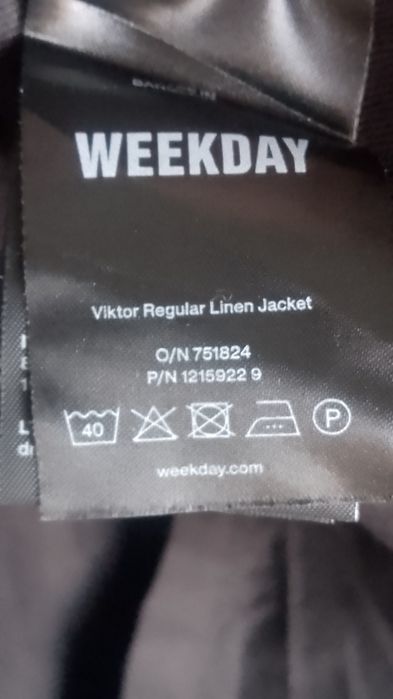 WEEKDAY
Viktor Regular Linen Jacket
O/N 751824
P/N 1215922 9
40
P
weekday.com